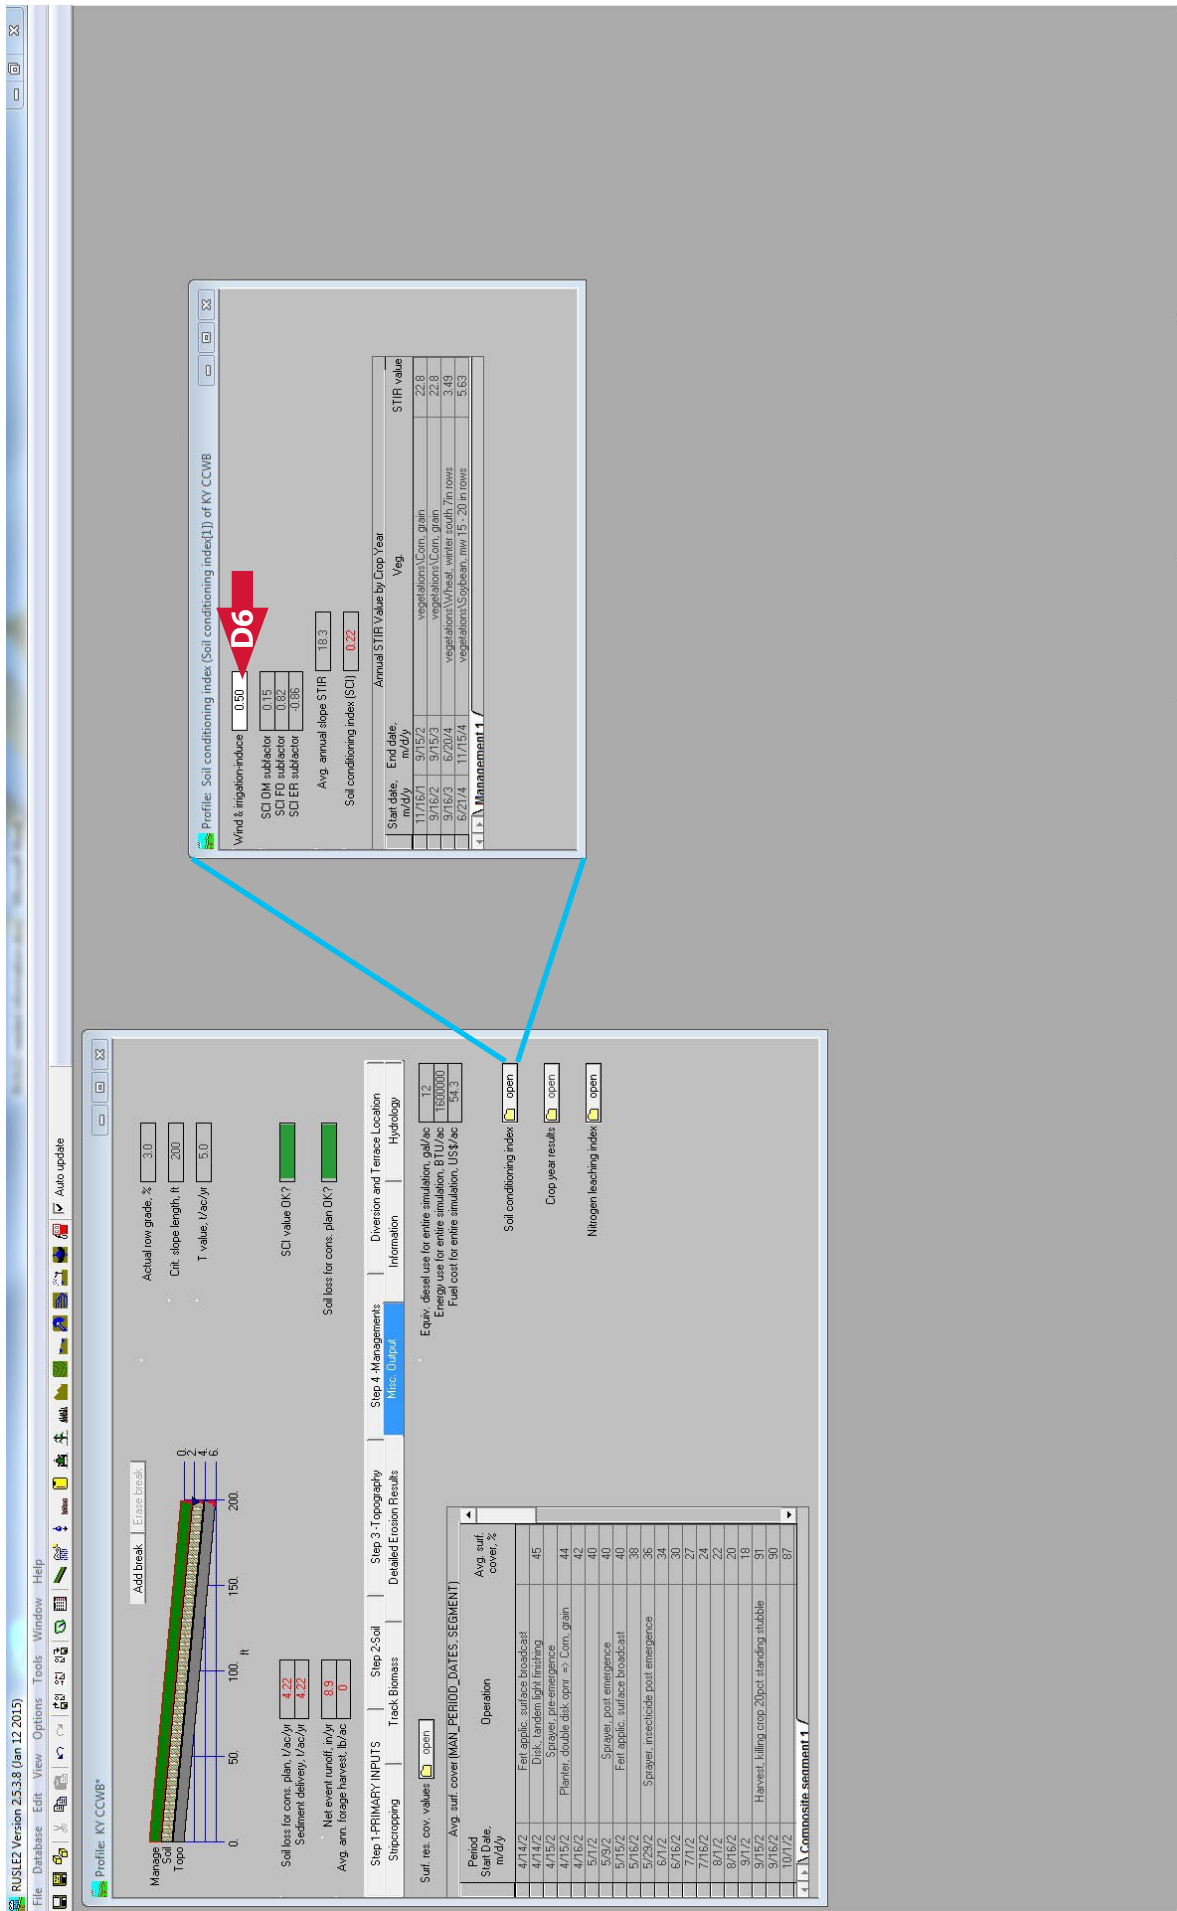 RUSLE2 Version 2.5.3.8 (Jan 12 2015)
File Database Edit View Options Tools Window Help
Auto update
Profile: KY CCWB*
Add break Erase break
Manage
Soil
Topo
0.
2.
4.
6.
0. 50. 100. 150. 200.
ft
Actual row grade, % 3.0
Crit. slope length, ft 200
T value, t/ac/yr 5.0
Soil loss for cons. plan, t/ac/yr 4.22
Sediment delivery, t/ac/yr 4.22
SCI value OK?
Net event runoff, in/yr 8.9
Avg. ann. forage harvest, lb/ac 0
Soil loss for cons. plan OK?
Step 1-PRIMARY INPUTS Step 2-Soil Step 3 -Topography Step 4 -Managements Diversion and Terrace Location
Stripcropping Track Biomass Detailed Erosion Results Misc. Output Information Hydrology
Surf. res. cov. values open
Equiv. diesel use for entire simulation, gal/ac 12
Energy use for entire simulation, BTU/ac 1600000
Fuel cost for entire simulation, US$/ac 54.3
Soil conditioning index open
Crop year results open
Nitrogen leaching index open
Avg. surf. cover (MAN_PERIOD_DATES, SEGMENT)
Period Start Date, m/d/y Operation Avg. surf. cover, %
4/14/2 Fert applic. surface broadcast
4/14/2 Disk, tandem light finishing 45
4/15/2 Sprayer, pre-emergence
4/15/2 Planter, double disk opnr => Corn, grain 44
4/16/2 42
5/1/2 40
5/9/2 Sprayer, post emergence 40
5/15/2 Fert applic. surface broadcast 40
5/16/2 38
5/29/2 Sprayer, insecticide post emergence 36
6/1/2 34
6/16/2 30
7/1/2 27
7/16/2 24
8/1/2 22
8/16/2 20
9/1/2 18
9/15/2 Harvest, killing crop 20pct standing stubble 91
9/16/2 90
10/1/2 87
Composite segment 1
Profile: Soil conditioning index (Soil conditioning index[1]) of KY CCWB
Wind & irrigation-induce 0.50
D6
SCI OM subfactor 0.15
SCI FO subfactor 0.82
SCI ER subfactor -0.86
Avg. annual slope STIR 18.3
Soil conditioning index (SCI) 0.22
Annual STIR Value by Crop Year
Start date, m/d/y End date, m/d/y Veg. STIR value
11/16/1 9/15/2 vegetations\Corn, grain 22.8
9/16/2 9/15/3 vegetations\Corn, grain 22.8
9/16/3 6/20/4 vegetations\Wheat, winter south 7in rows 3.49
6/21/4 11/15/4 vegetations\Soybean, mw 15 - 20 in rows 5.63
Management 1